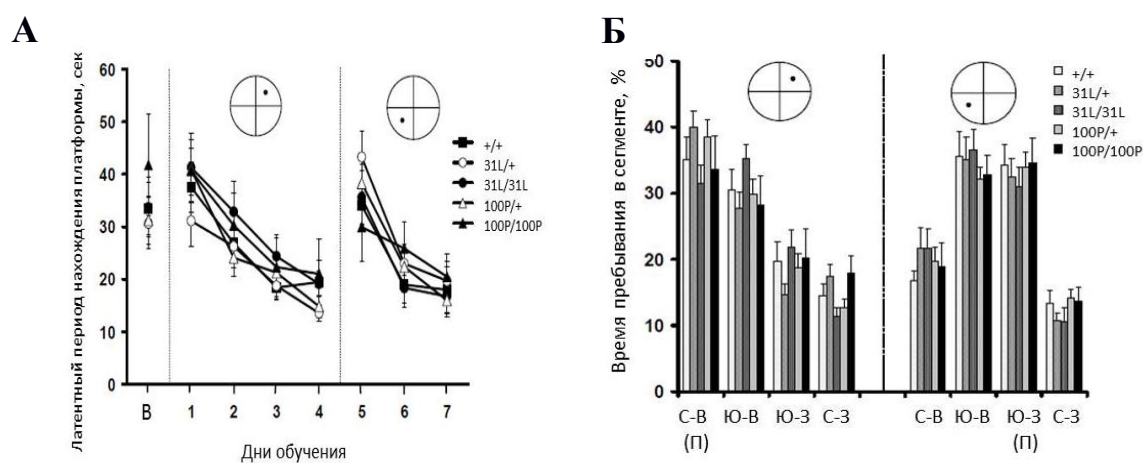 А
Латентный период нахождения платформы, сек
60
50
40
30
20
10
0
В
1
2
3
4
5
6
7
Дни обучения
+/+
31L/+
31L/31L
100P/+
100P/100P
Б
Время пребывания в сегменте, %
50
40
30
20
10
0
+/+
31L/+
31L/31L
100P/+
100P/100P
С-В Ю-В Ю-З С-З
(П)
С-В Ю-В Ю-З С-З
(П)